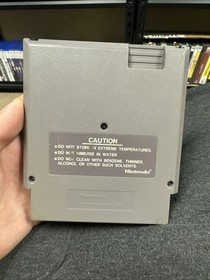 CAUTION
●DO NOT STORE IN EXTREME TEMPERATURES.
●DO NOT IMMERSE IN WATER.
●DO NOT CLEAN WITH BENZENE, THINNER,
ALCOHOL OR OTHER SUCH SOLVENTS.
Nintendo®